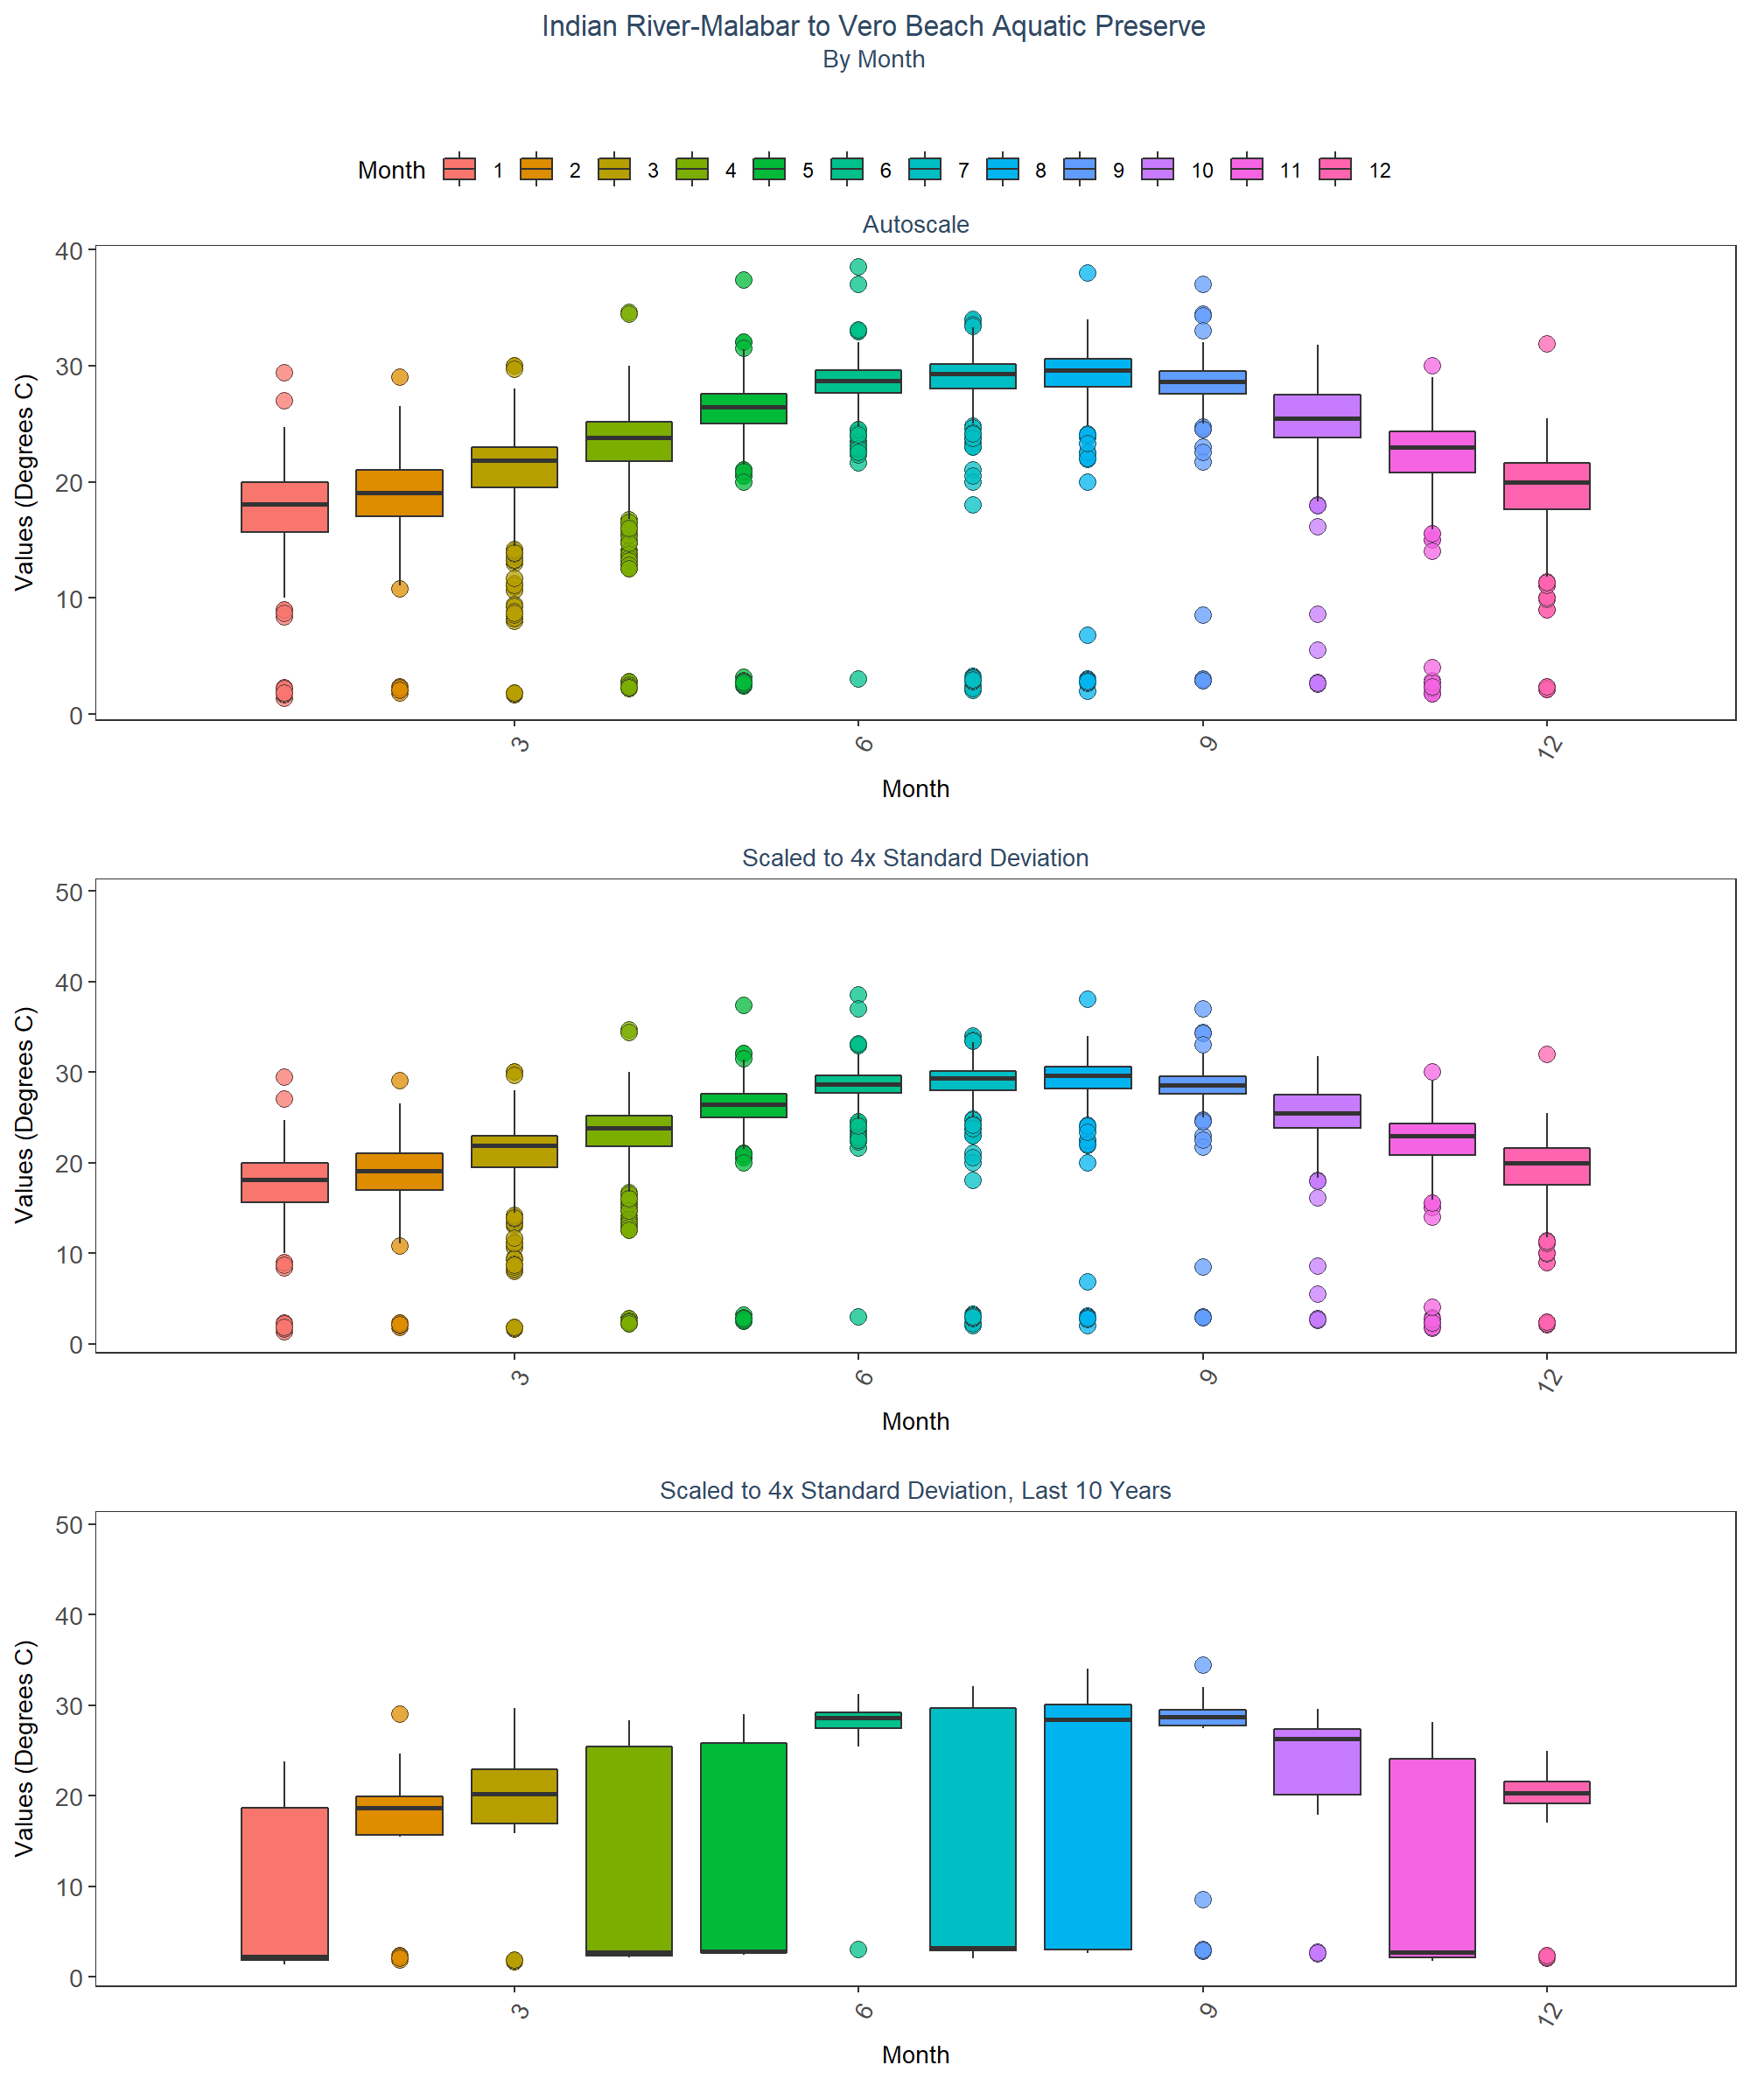 Indian River-Malabar to Vero Beach Aquatic Preserve
By Month
Month 1 2 3 4 5 6 7 8 9 10 11 12
Autoscale
Values (Degrees C)
40
30
20
10
0
3 6 9 12
Month
Scaled to 4x Standard Deviation
Values (Degrees C)
50
40
30
20
10
0
3 6 9 12
Month
Scaled to 4x Standard Deviation, Last 10 Years
Values (Degrees C)
50
40
30
20
10
0
3 6 9 12
Month